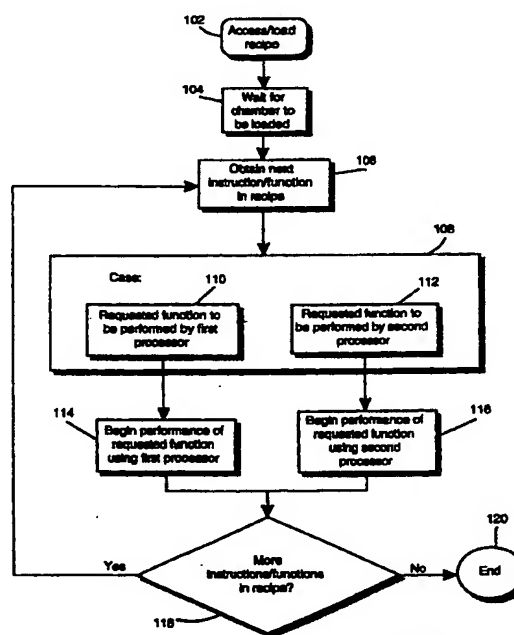 102
Access/load
recipe
104
Wait for
chamber to
be loaded
Obtain next
instruction/function
in recipe
106
108
Case:
110
112
Requested function to
be performed by first
processor
Requested function to
be performed by second
processor
114
Begin performance of
requested function
using first processor
Begin performance of
requested function
using second
processor
116
Yes
More
instructions/functions
in recipe?
No
120
End
118